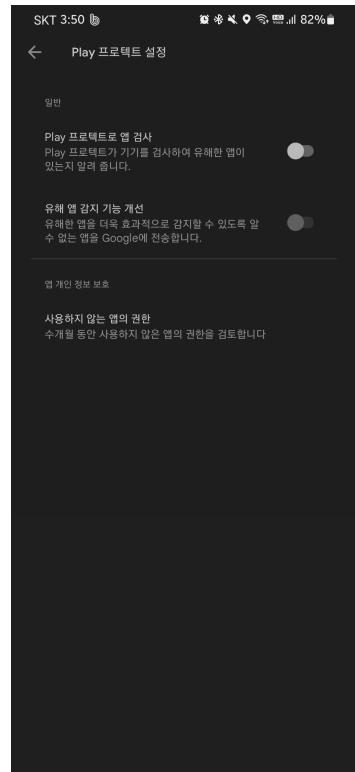 SKT 3:50 82%
Play 프로텍트 설정
일반
Play 프로텍트로 앱 검사
Play 프로텍트가 기기를 검사하여 유해한 앱이
있는지 알려 줍니다.
유해 앱 감지 기능 개선
유해한 앱을 더욱 효과적으로 감지할 수 있도록 알
수 없는 앱을 Google에 전송합니다.
앱 개인 정보 보호
사용하지 않는 앱의 권한
수개월 동안 사용하지 않은 앱의 권한을 검토합니다